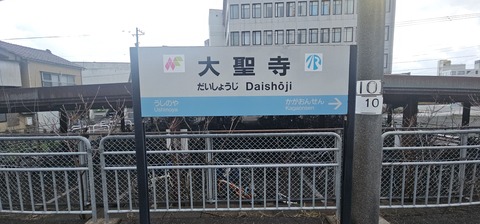 大聖寺
だいしょうじ Daishōji
うしのや かがおんせん
Ushinoya Kagaonsen
10
10